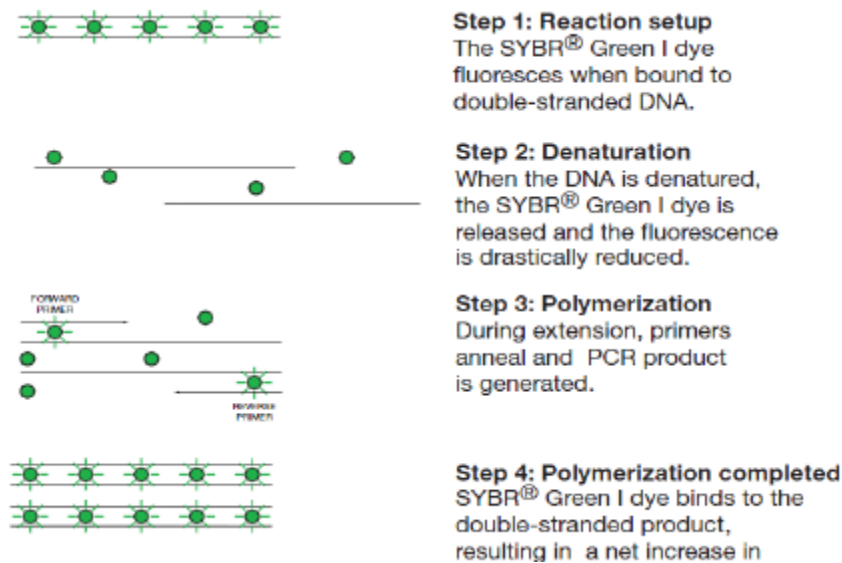 Step 1: Reaction setup
The SYBR® Green I dye
fluoresces when bound to
double-stranded DNA.
Step 2: Denaturation
When the DNA is denatured,
the SYBR® Green I dye is
released and the fluorescence
is drastically reduced.
FORWARD
PRIMER
Step 3: Polymerization
During extension, primers
anneal and PCR product
is generated.
REVERSE
PRIMER
Step 4: Polymerization completed
SYBR® Green I dye binds to the
double-stranded product,
resulting in a net increase in